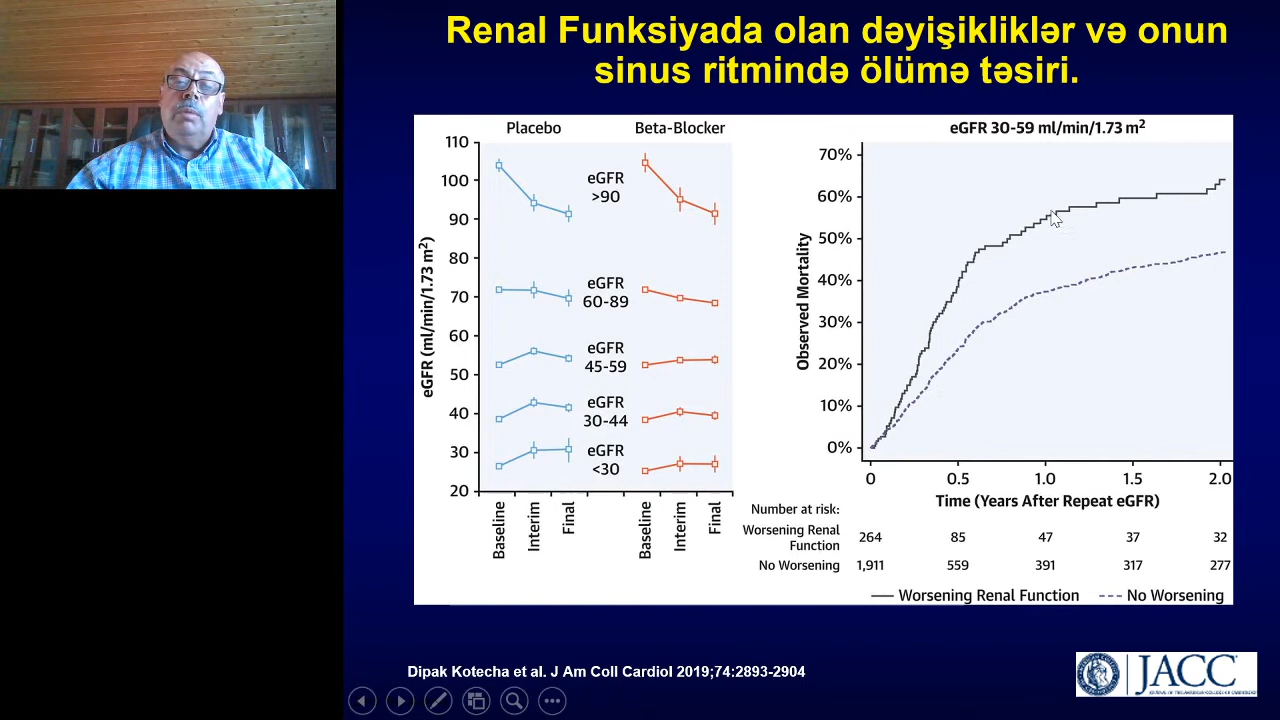 Renal Funksiyada olan dəyişikliklər və onun
sinus ritmində ölümə təsiri.
Placebo
Beta-Blocker
eGFR (ml/min/1.73 m²)
110
100
90
80
70
60
50
40
30
20
eGFR
>90
eGFR
60-89
eGFR
45-59
eGFR
30-44
eGFR
<30
Baseline
Interim
Final
Baseline
Interim
Final
eGFR 30-59 ml/min/1.73 m²
Observed Mortality
70%
60%
50%
40%
30%
20%
10%
0%
0 0.5 1.0 1.5 2.0
Time (Years After Repeat eGFR)
Number at risk:
Worsening Renal
Function
264 85 47 37 32
No Worsening 1,911 559 391 317 277
Worsening Renal Function No Worsening
Dipak Kotecha et al. J Am Coll Cardiol 2019;74:2893-2904
JACC